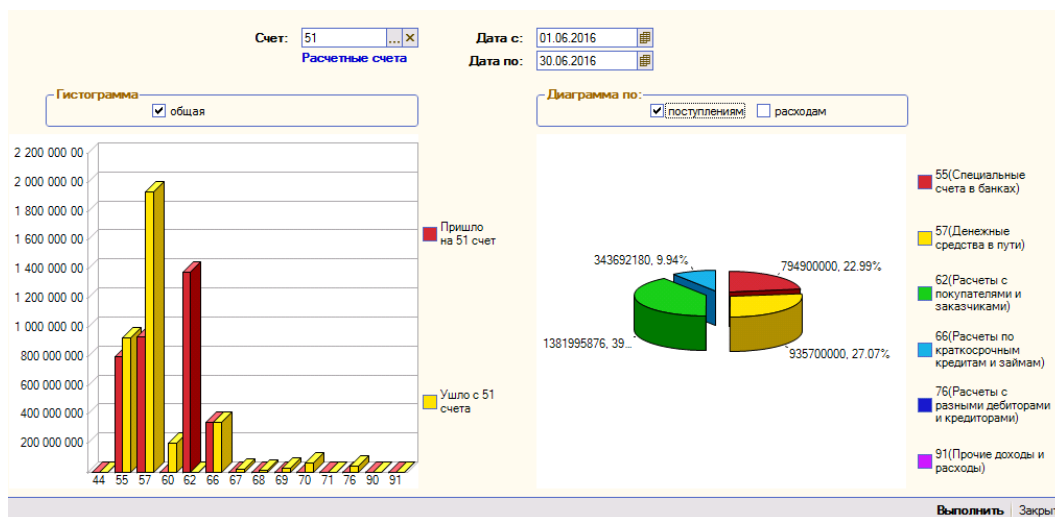 Счет: 51 ... × Дата с: 01.06.2016
Расчетные счета Дата по: 30.06.2016
Гистограмма
общая
Диаграмма по:
поступлениям расходам
2 200 000 00
2 000 000 00
1 800 000 00
1 600 000 00
1 400 000 00
1 200 000 00
1 000 000 00
800 000 000
600 000 000
400 000 000
200 000 000
44 55 57 60 62 66 67 68 69 70 71 76 90 91
Пришло
на 51 счет
Ушло с 51
счета
343692180, 9.94%
794900000, 22.99%
1381995876, 39...
935700000, 27.07%
55(Специальные
счета в банках)
57(Денежные
средства в пути)
62(Расчеты с
покупателями и
заказчиками)
66(Расчеты по
краткосрочным
кредитам и займам)
76(Расчеты с
разными дебиторами
и кредиторами)
91(Прочие доходы и
расходы)
Выполнить Закры